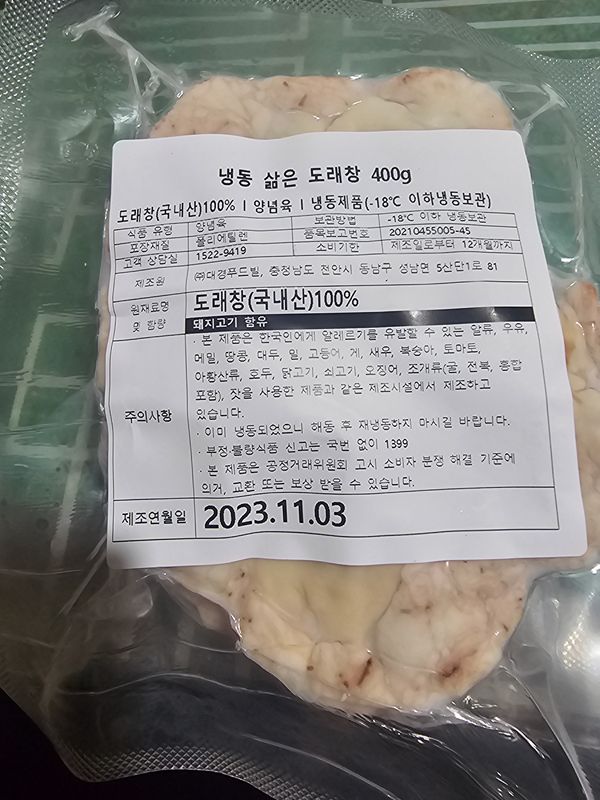 냉동 삶은 도래창 400g
도래창(국내산)100% I 양념육 I 냉동제품(-18℃ 이하냉동보관)
식품 유형 양념육 보관방법 -18℃ 이하 냉동보관
포장재질 폴리에틸렌 품목보고번호 20210455005-45
고객 상담실 1522-9419 소비기한 제조일로부터 12개월까지
제조원 ㈜대경푸드빌, 충청남도 천안시 동남구 성남면 5산단1로 81
원재료명 도래창(국내산)100%
및 함량 돼지고기 함유
· 본 제품은 한국인에게 알레르기를 유발할 수 있는 알류, 우유,
메밀, 땅콩, 대두, 밀, 고등어, 게, 새우, 복숭아, 토마토,
아황산류, 호두, 닭고기, 쇠고기, 오징어, 조개류(굴, 전복, 홍합
포함), 잣을 사용한 제품과 같은 제조시설에서 제조하고
주의사항 있습니다.
· 이미 냉동되었으니 해동 후 재냉동하지 마시길 바랍니다.
· 부정·불량식품 신고는 국번 없이 1399
· 본 제품은 공정거래위원회 고시 소비자 분쟁 해결 기준에
의거, 교환 또는 보상 받을 수 있습니다.
제조연월일 2023.11.03